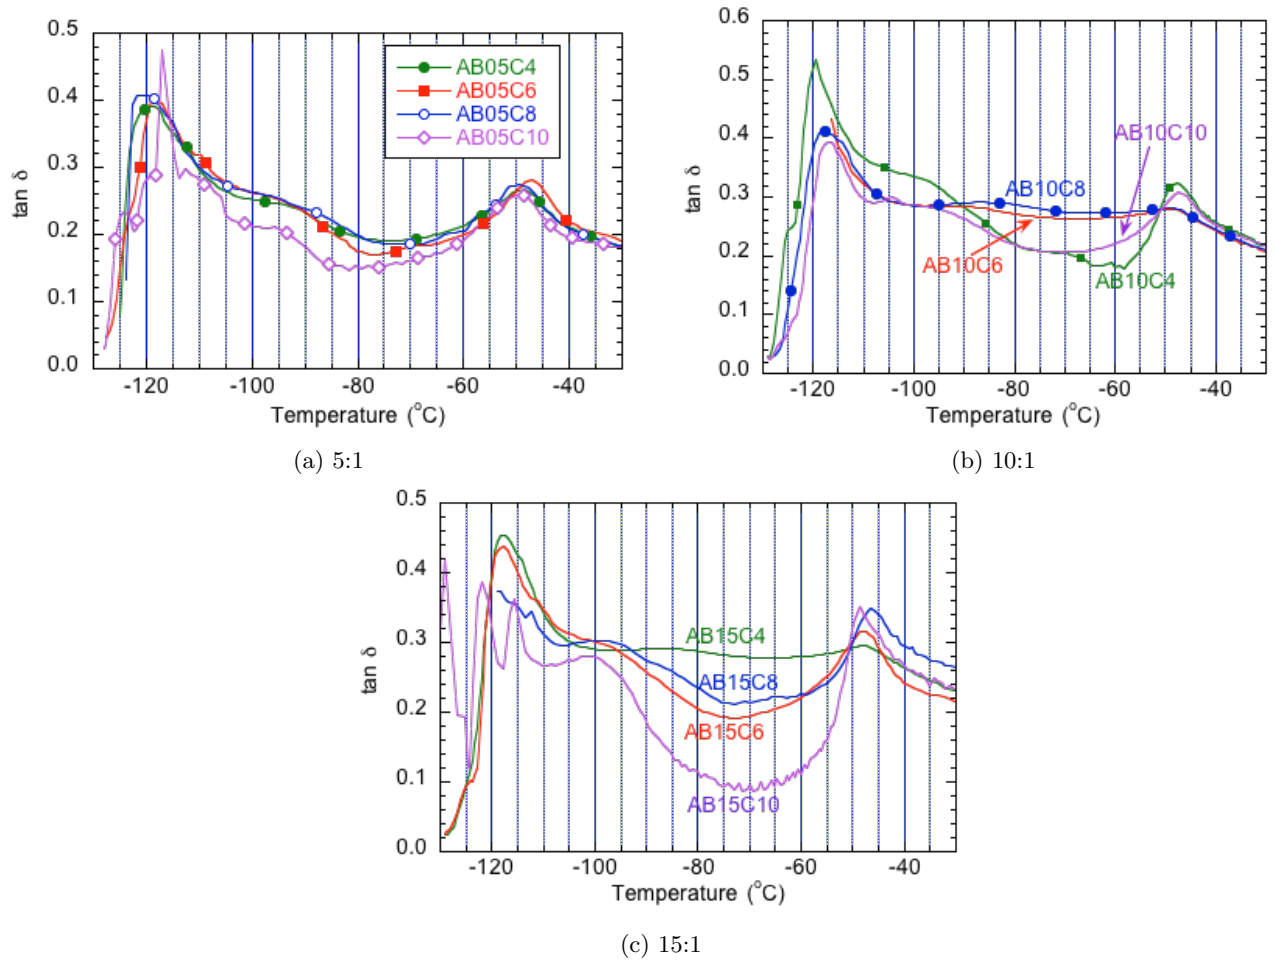 tan δ
0.5
0.4
0.3
0.2
0.1
0.0
AB05C4
AB05C6
AB05C8
AB05C10
-120 -100 -80 -60 -40
Temperature (°C)
(a) 5:1
tan δ
0.6
0.5
0.4
0.3
0.2
0.1
0.0
AB10C10
AB10C8
AB10C6
AB10C4
-120 -100 -80 -60 -40
Temperature (°C)
(b) 10:1
tan δ
0.5
0.4
0.3
0.2
0.1
0.0
AB15C4
AB15C8
AB15C6
AB15C10
-120 -100 -80 -60 -40
Temperature (°C)
(c) 15:1